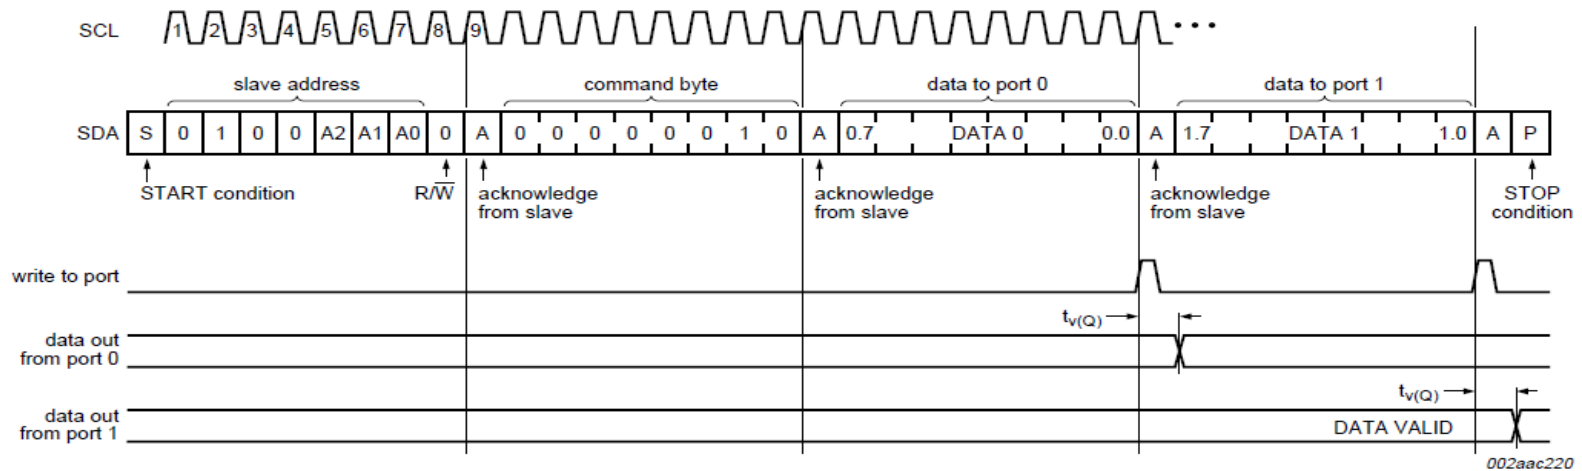 SCL 1 2 3 4 5 6 7 8 9 • • •
slave address command byte data to port 0 data to port 1
SDA S 0 1 0 0 A2 A1 A0 0 A 0 0 0 0 0 0 1 0 A 0.7 DATA 0 0.0 A 1.7 DATA 1 1.0 A P
START condition R/W̅ acknowledge acknowledge acknowledge STOP
from slave from slave from slave condition
write to port
tv(Q)
data out
from port 0
tv(Q)
data out
from port 1 DATA VALID
002aac220